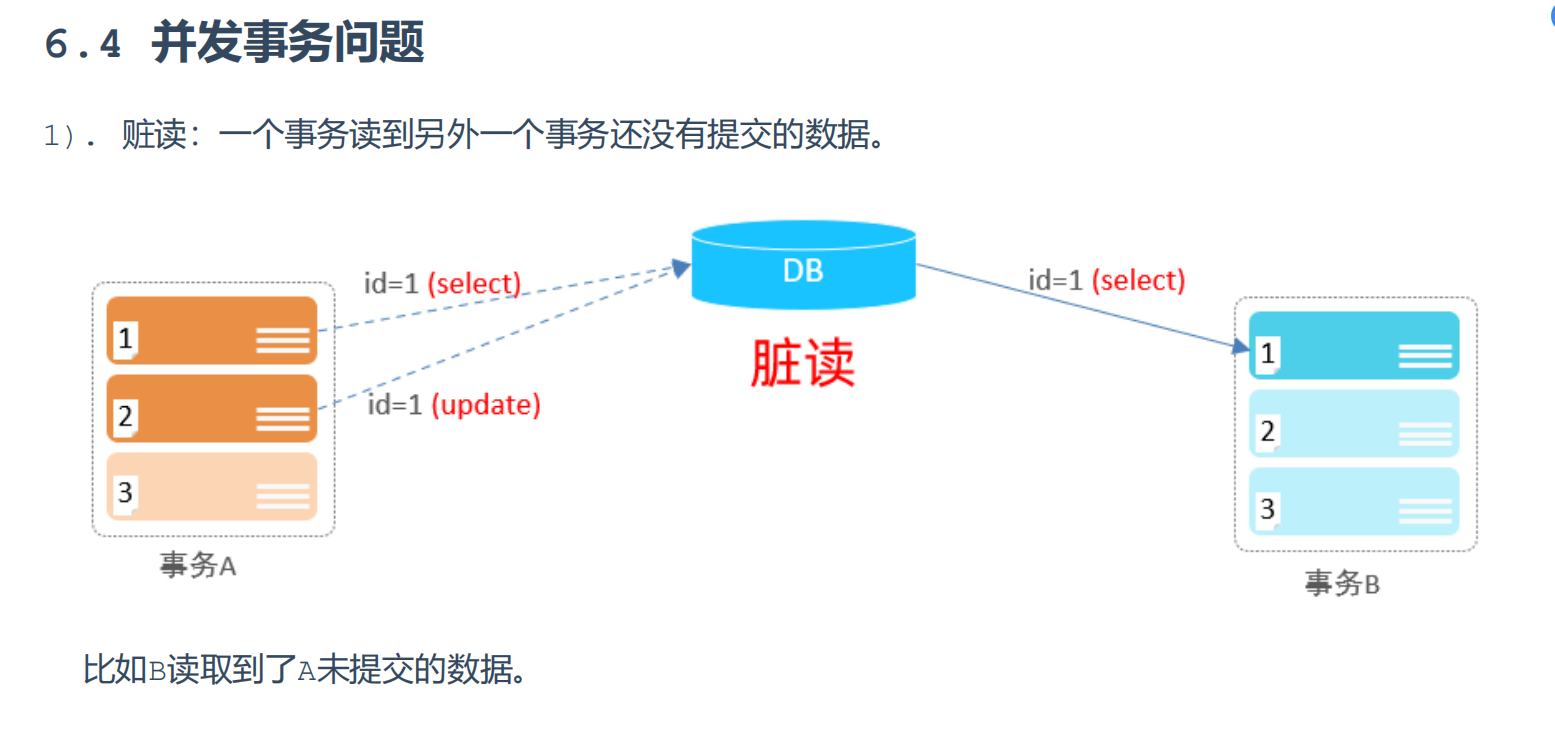 6.4 并发事务问题
1). 脏读：一个事务读到另外一个事务还没有提交的数据。
DB
id=1 (select)
id=1 (select)
脏读
1
1
id=1 (update)
2
2
3
3
事务A
事务B
比如B读取到了A未提交的数据。